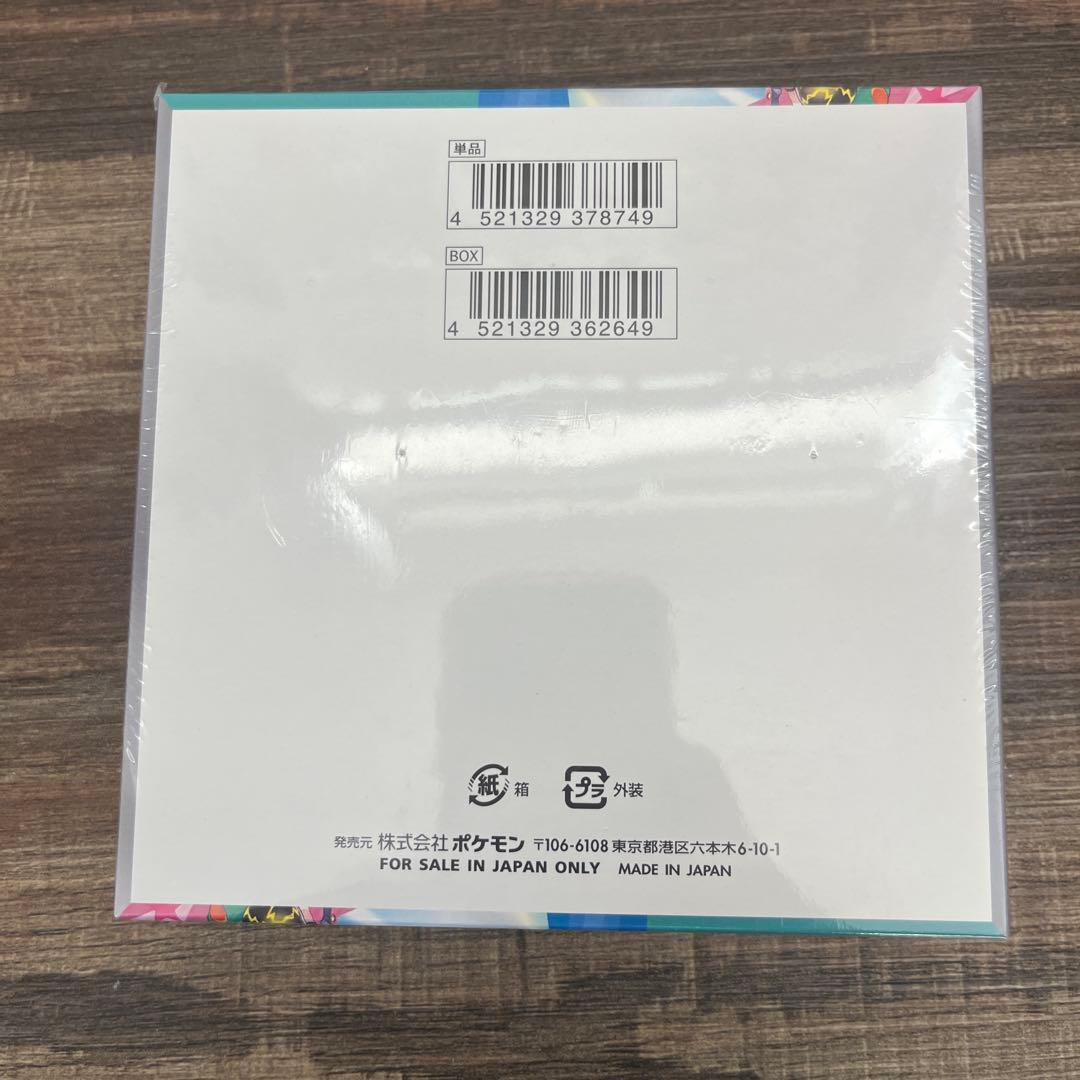 単品
4 521329 378749
BOX
4 521329 362649
紙 箱 プラ 外装
発売元 株式会社 ポケモン 〒106-6108 東京都港区六本木6-10-1
FOR SALE IN JAPAN ONLY MADE IN JAPAN